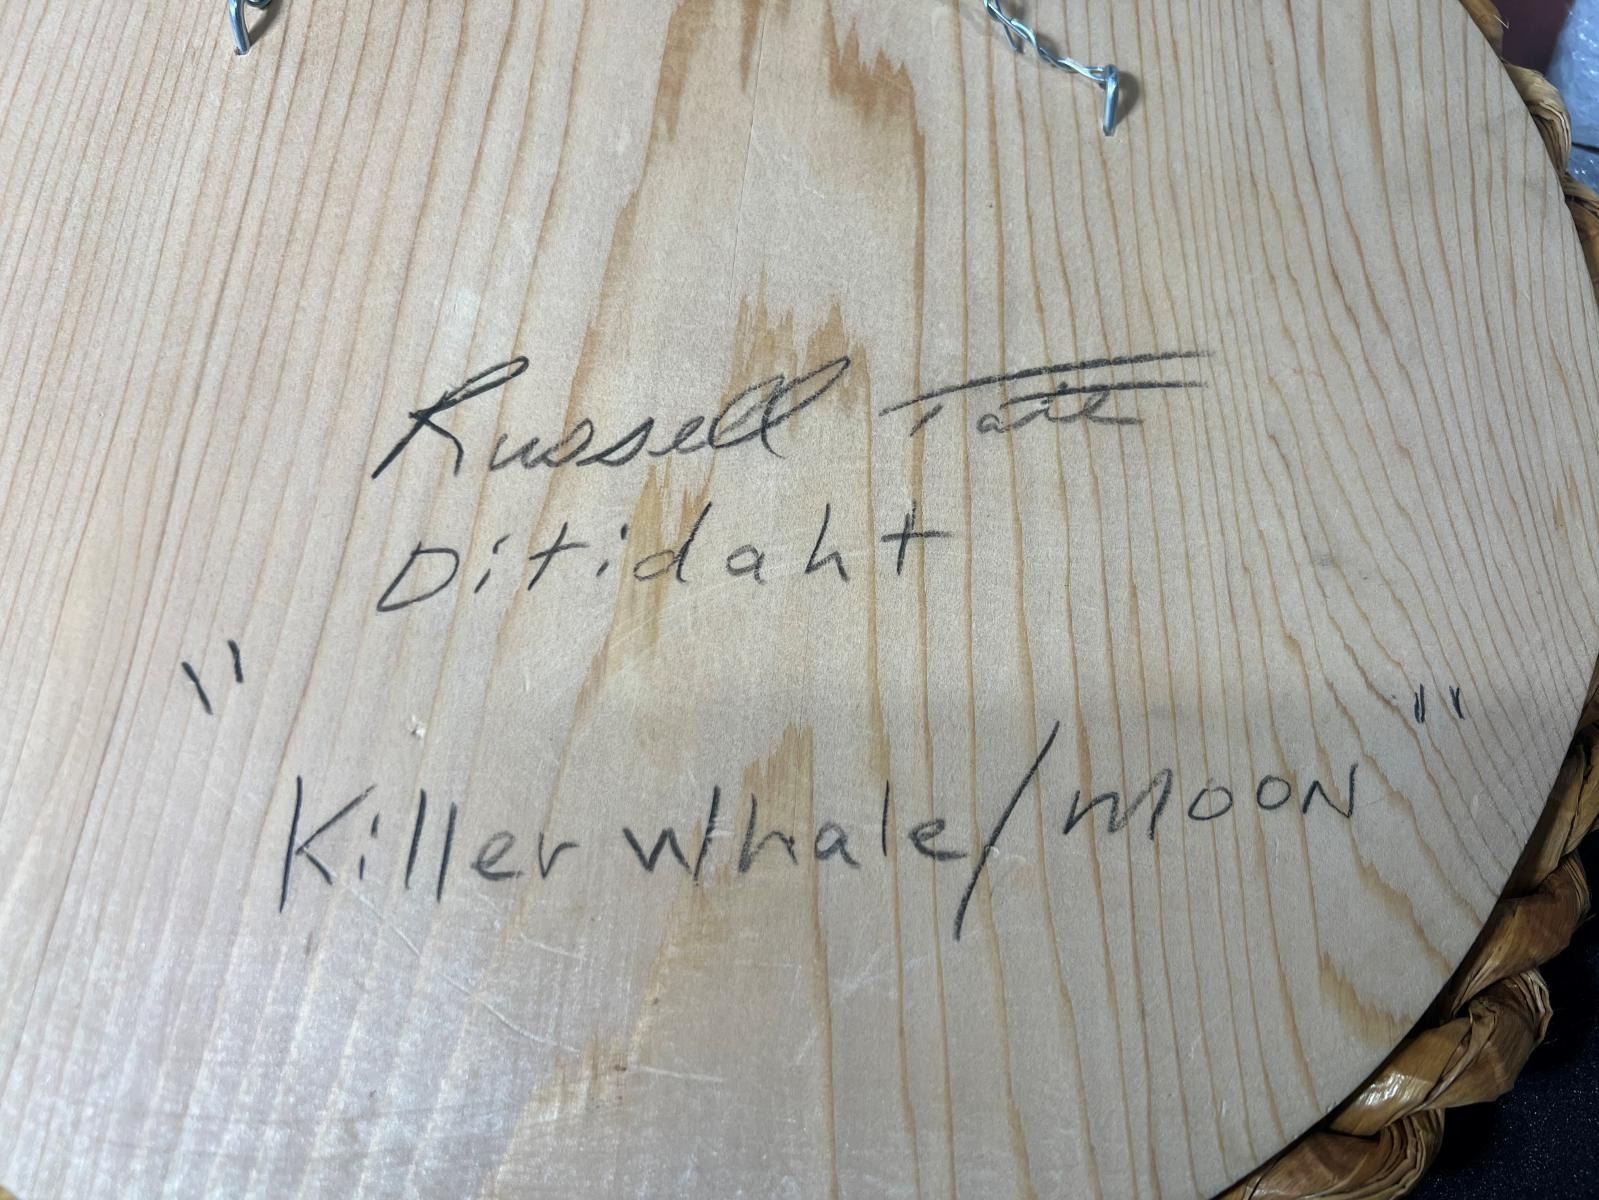 Russell Tate
Ditidaht
"Killer whale/moon"